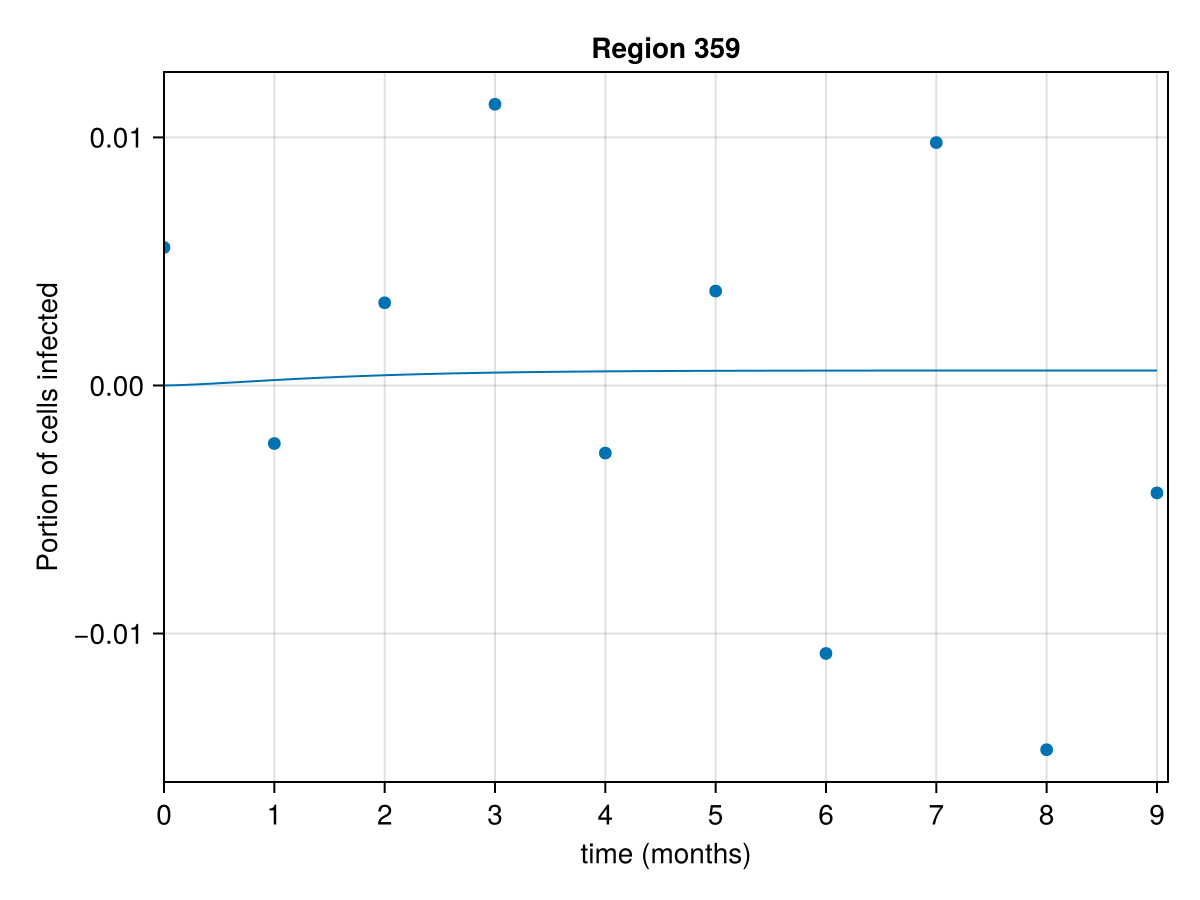 Region 359
Portion of cells infected
0.01
0.00
−0.01
0 1 2 3 4 5 6 7 8 9
time (months)